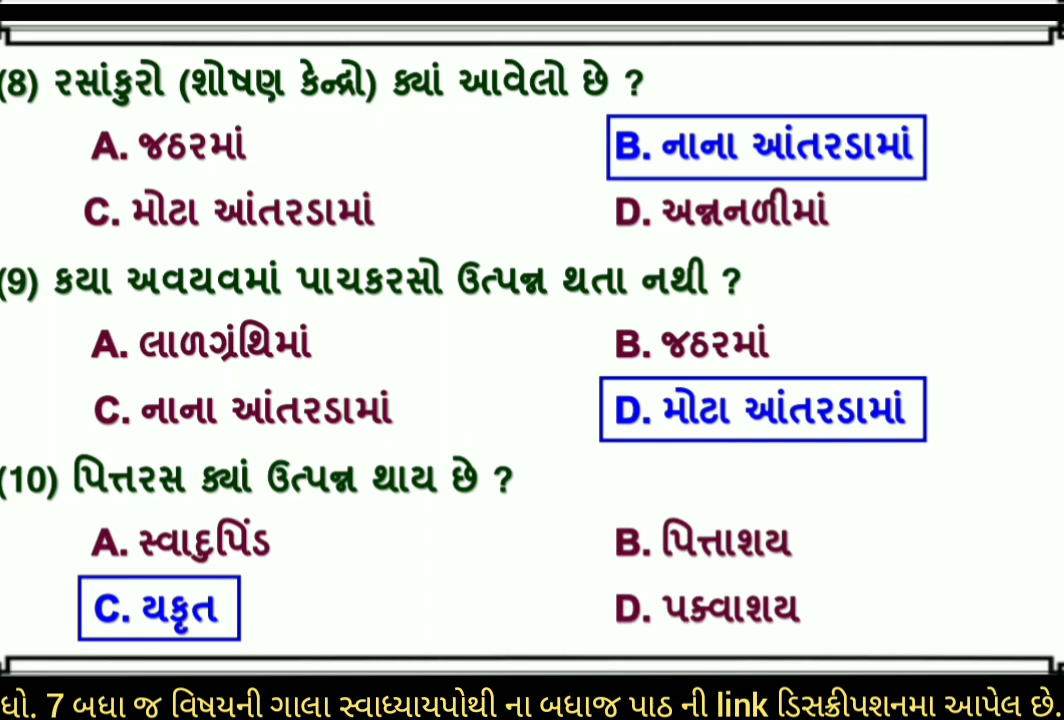 (8) રસાંકુરો (શોષણ કેન્દ્રો) ક્યાં આવેલો છે ?
A. જઠરમાં B. નાના આંતરડામાં
C. મોટા આંતરડામાં D. અન્નનળીમાં
(9) કયા અવયવમાં પાચકરસો ઉત્પન્ન થતા નથી ?
A. લાળગ્રંથિમાં B. જઠરમાં
C. નાના આંતરડામાં D. મોટા આંતરડામાં
(10) પિત્તરસ ક્યાં ઉત્પન્ન થાય છે ?
A. સ્વાદુપિંડ B. પિત્તાશય
C. યકૃત D. પક્વાશય
ધો. 7 બધા જ વિષયની ગાલા સ્વાધ્યાયપોથી ના બધાજ પાઠ ની link ડિસક્રીપશનમા આપેલ છે.